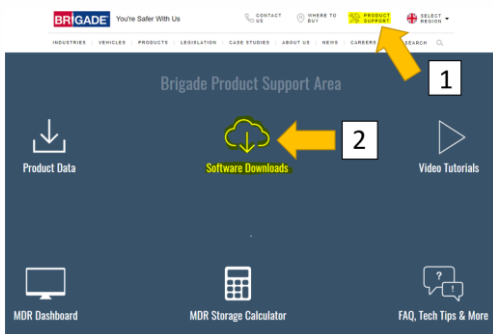 BRIGADE You're Safer With Us CONTACT US WHERE TO BUY PRODUCT SUPPORT SELECT REGION
INDUSTRIES VEHICLES PRODUCTS LEGISLATION CASE STUDIES ABOUT US NEWS CAREERS SEARCH
1
Brigade Product Support Area
2
Product Data Software Downloads Video Tutorials
? !
MDR Dashboard MDR Storage Calculator FAQ, Tech Tips & More